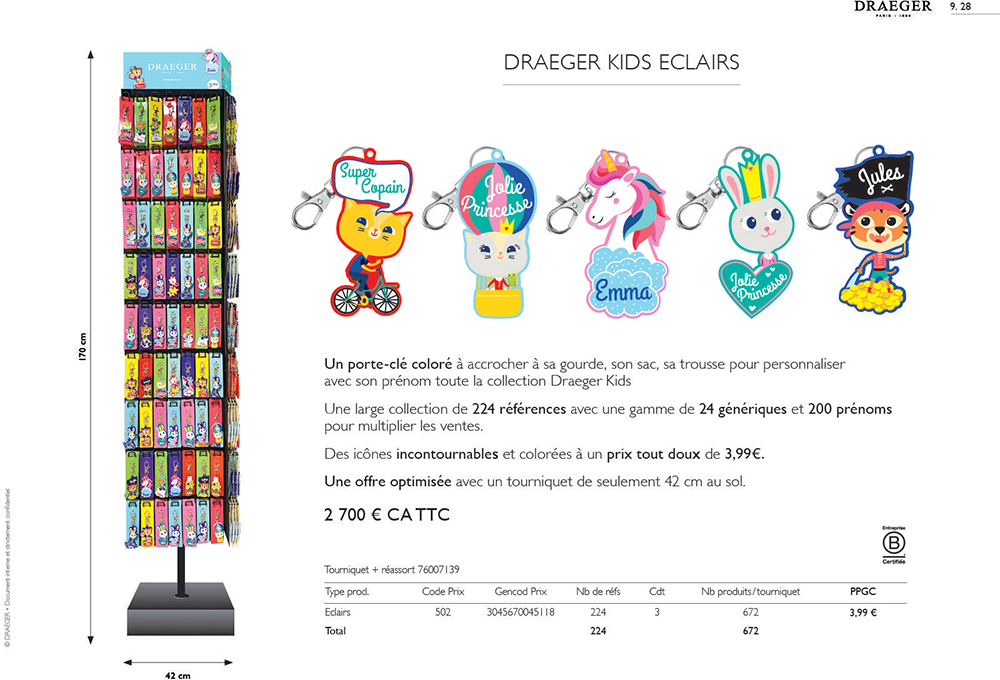 DRAEGER
PARIS | 1886
9. 28
DRAEGER KIDS ECLAIRS
DRAEGER
170 cm
42 cm
Super
Copain
Jolie
Princesse
Emma
Jolie
Princesse
Jules
Un porte-clé coloré à accrocher à sa gourde, son sac, sa trousse pour personnaliser
avec son prénom toute la collection Draeger Kids
Une large collection de 224 références avec une gamme de 24 génériques et 200 prénoms
pour multiplier les ventes.
Des icônes incontournables et colorées à un prix tout doux de 3,99€.
Une offre optimisée avec un tourniquet de seulement 42 cm au sol.
2 700 € CA TTC
Entreprise
B
Certifiée
Tourniquet + réassort 76007139
Type prod. Code Prix Gencod Prix Nb de réfs Cdt Nb produits/tourniquet PPGC
Eclairs 502 3045670045118 224 3 672 3,99 €
Total 224 672
© DRAEGER • Document interne et strictement confidentiel